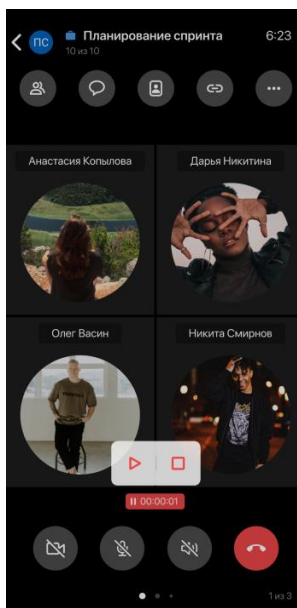 ПС
Планирование спринта
6:23
10 из 10
Анастасия Копылова
Дарья Никитина
Олег Васин
Никита Смирнов
00:00:01
1 из 3